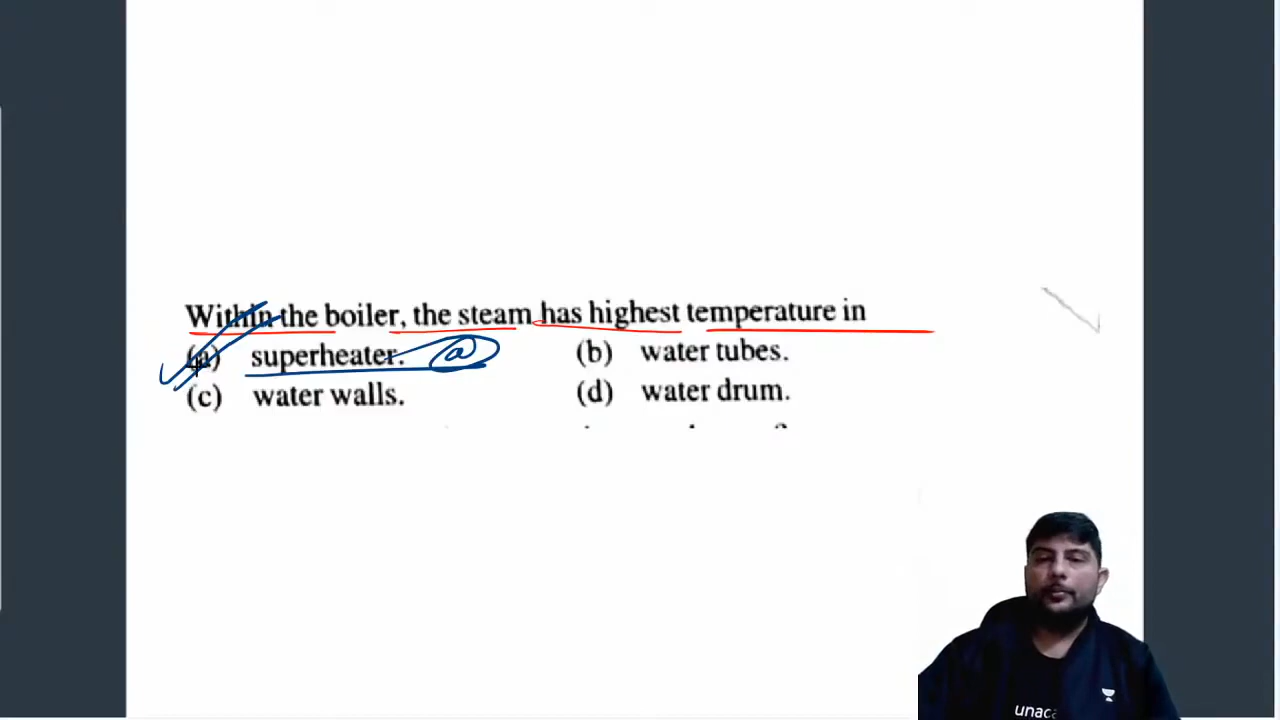 Within the boiler, the steam has highest temperature in
(a) superheater. (a)
(b) water tubes.
(c) water walls.
(d) water drum.
unaca